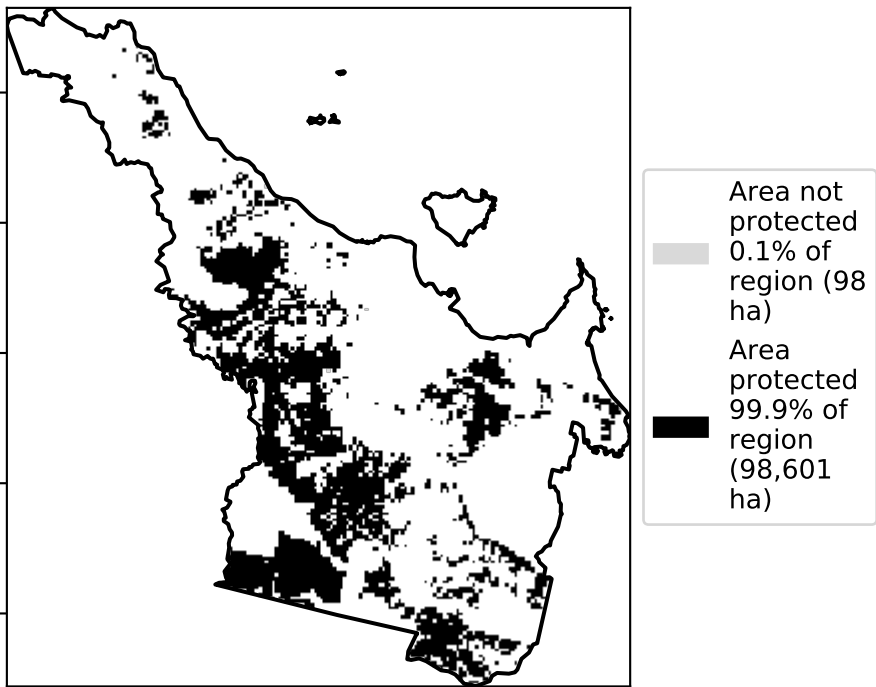 Area not
protected
0.1% of
region (98
ha)
Area
protected
99.9% of
region
(98,601
ha)